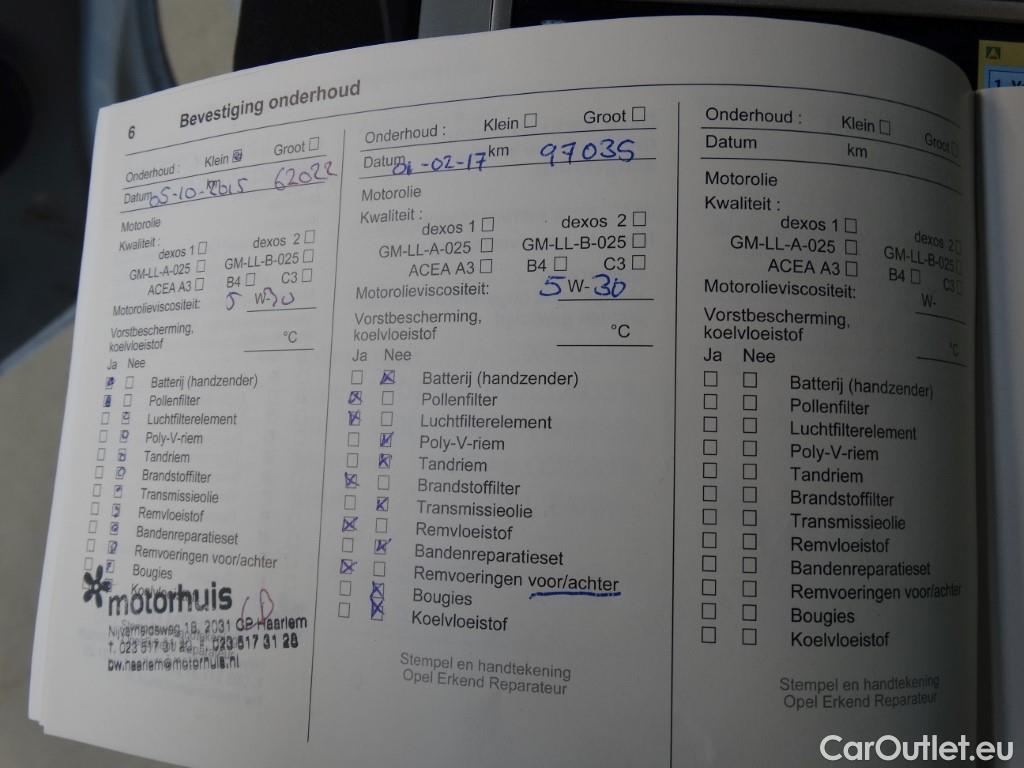 6 Bevestiging onderhoud
Onderhoud : Klein Groot
Datum 05-10-2015 km 62022
Motorolie
Kwaliteit :
dexos 1 dexos 2
GM-LL-A-025 GM-LL-B-025
ACEA A3 B4 C3
Motorolieviscositeit: 5 W-30
Vorstbescherming,
koelvloeistof °C
Ja Nee
Batterij (handzender)
Pollenfilter
Luchtfilterelement
Poly-V-riem
Tandriem
Brandstoffilter
Transmissieolie
Remvloeistof
Bandenreparatieset
Remvoeringen voor/achter
Bougies
Koelvloeistof
motorhuis
Nijverheidsweg 18, 2031 CP Haarlem
f. 023 517 31 28
bw.haarlem@motorhuis.nl
Onderhoud : Klein Groot
Datum 01-02-17 km 97035
Motorolie
Kwaliteit :
dexos 1 dexos 2
GM-LL-A-025 GM-LL-B-025
ACEA A3 B4 C3
Motorolieviscositeit: 5 W-30
Vorstbescherming,
koelvloeistof °C
Ja Nee
Batterij (handzender)
Pollenfilter
Luchtfilterelement
Poly-V-riem
Tandriem
Brandstoffilter
Transmissieolie
Remvloeistof
Bandenreparatieset
Remvoeringen voor/achter
Bougies
Koelvloeistof
Stempel en handtekening
Opel Erkend Reparateur
Onderhoud : Klein Groot
Datum km
Motorolie
Kwaliteit :
dexos 1 dexos 2
GM-LL-A-025 GM-LL-B-025
ACEA A3 B4 C3
Motorolieviscositeit: W-
Vorstbescherming,
koelvloeistof °C
Ja Nee
Batterij (handzender)
Pollenfilter
Luchtfilterelement
Poly-V-riem
Tandriem
Brandstoffilter
Transmissieolie
Remvloeistof
Bandenreparatieset
Remvoeringen voor/achter
Bougies
Koelvloeistof
Stempel en handtekening
Opel Erkend Reparateur
CarOutlet.eu